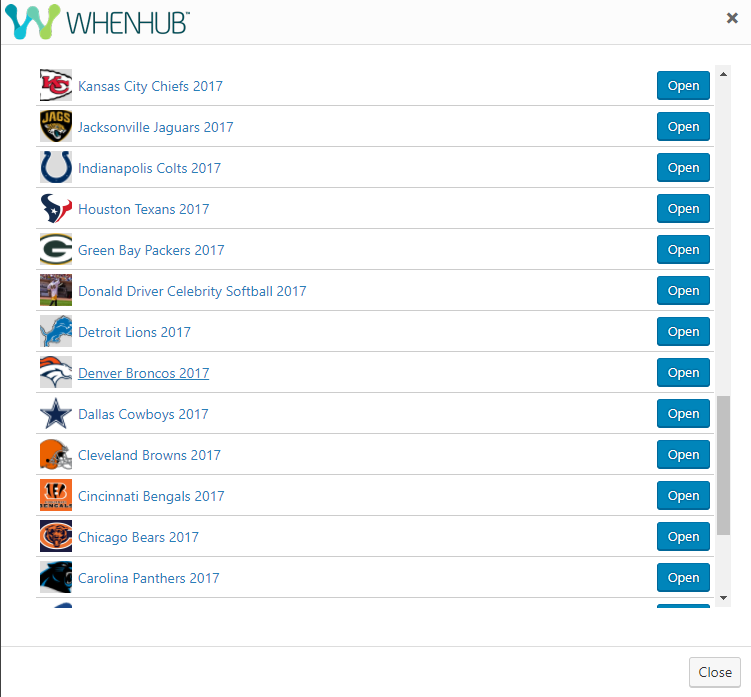 WHENHUB™
×
Kansas City Chiefs 2017 Open
JAGS
Jacksonville Jaguars 2017 Open
Indianapolis Colts 2017 Open
Houston Texans 2017 Open
G
Green Bay Packers 2017 Open
Donald Driver Celebrity Softball 2017 Open
Detroit Lions 2017 Open
Denver Broncos 2017 Open
Dallas Cowboys 2017 Open
Cleveland Browns 2017 Open
BENGALS
Cincinnati Bengals 2017 Open
Chicago Bears 2017 Open
Carolina Panthers 2017 Open
Close